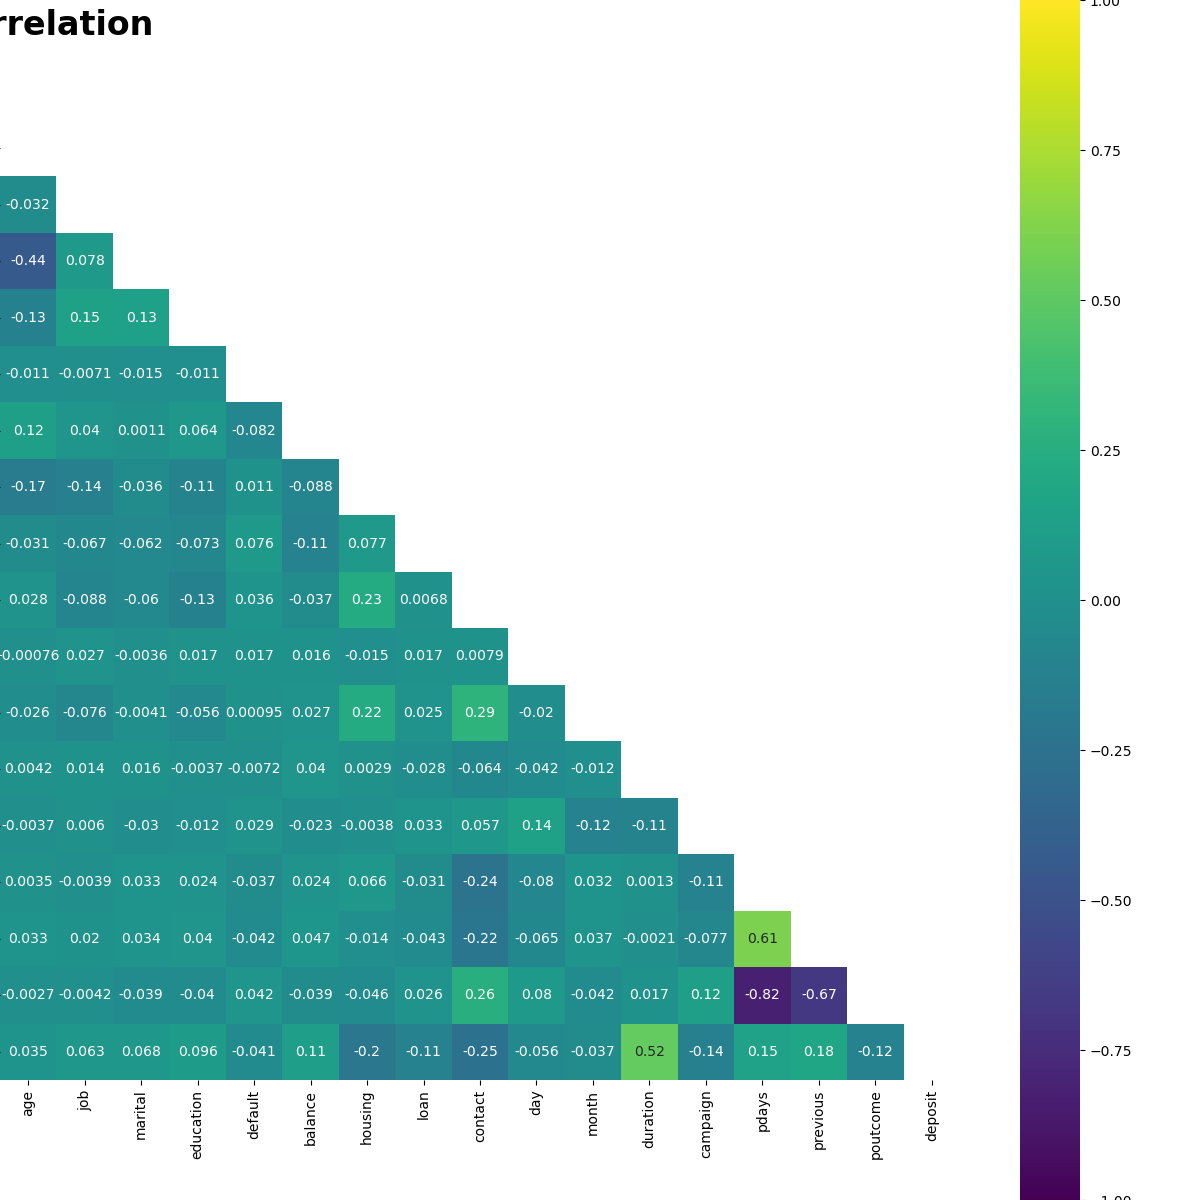 rrelation
1.00
0.75
-0.032
-0.44 0.078
0.50
-0.13 0.15 0.13
-0.011 -0.0071 -0.015 -0.011
0.12 0.04 0.0011 0.064 -0.082
0.25
-0.17 -0.14 -0.036 -0.11 0.011 -0.088
-0.031 -0.067 -0.062 -0.073 0.076 -0.11 0.077
0.028 -0.088 -0.06 -0.13 0.036 -0.037 0.23 0.0068
0.00
-0.00076 0.027 -0.0036 0.017 0.017 0.016 -0.015 0.017 0.0079
-0.026 -0.076 -0.0041 -0.056 0.00095 0.027 0.22 0.025 0.29 -0.02
−0.25
0.0042 0.014 0.016 -0.0037 -0.0072 0.04 0.0029 -0.028 -0.064 -0.042 -0.012
-0.0037 0.006 -0.03 -0.012 0.029 -0.023 -0.0038 0.033 0.057 0.14 -0.12 -0.11
0.0035 -0.0039 0.033 0.024 -0.037 0.024 0.066 -0.031 -0.24 -0.08 0.032 0.0013 -0.11
−0.50
0.033 0.02 0.034 0.04 -0.042 0.047 -0.014 -0.043 -0.22 -0.065 0.037 -0.0021 -0.077 0.61
-0.0027 -0.0042 -0.039 -0.04 0.042 -0.039 -0.046 0.026 0.26 0.08 -0.042 0.017 0.12 -0.82 -0.67
0.035 0.063 0.068 0.096 -0.041 0.11 -0.2 -0.11 -0.25 -0.056 -0.037 0.52 -0.14 0.15 0.18 -0.12
−0.75
age job marital education default balance housing loan contact day month duration campaign pdays previous poutcome deposit
−1.00